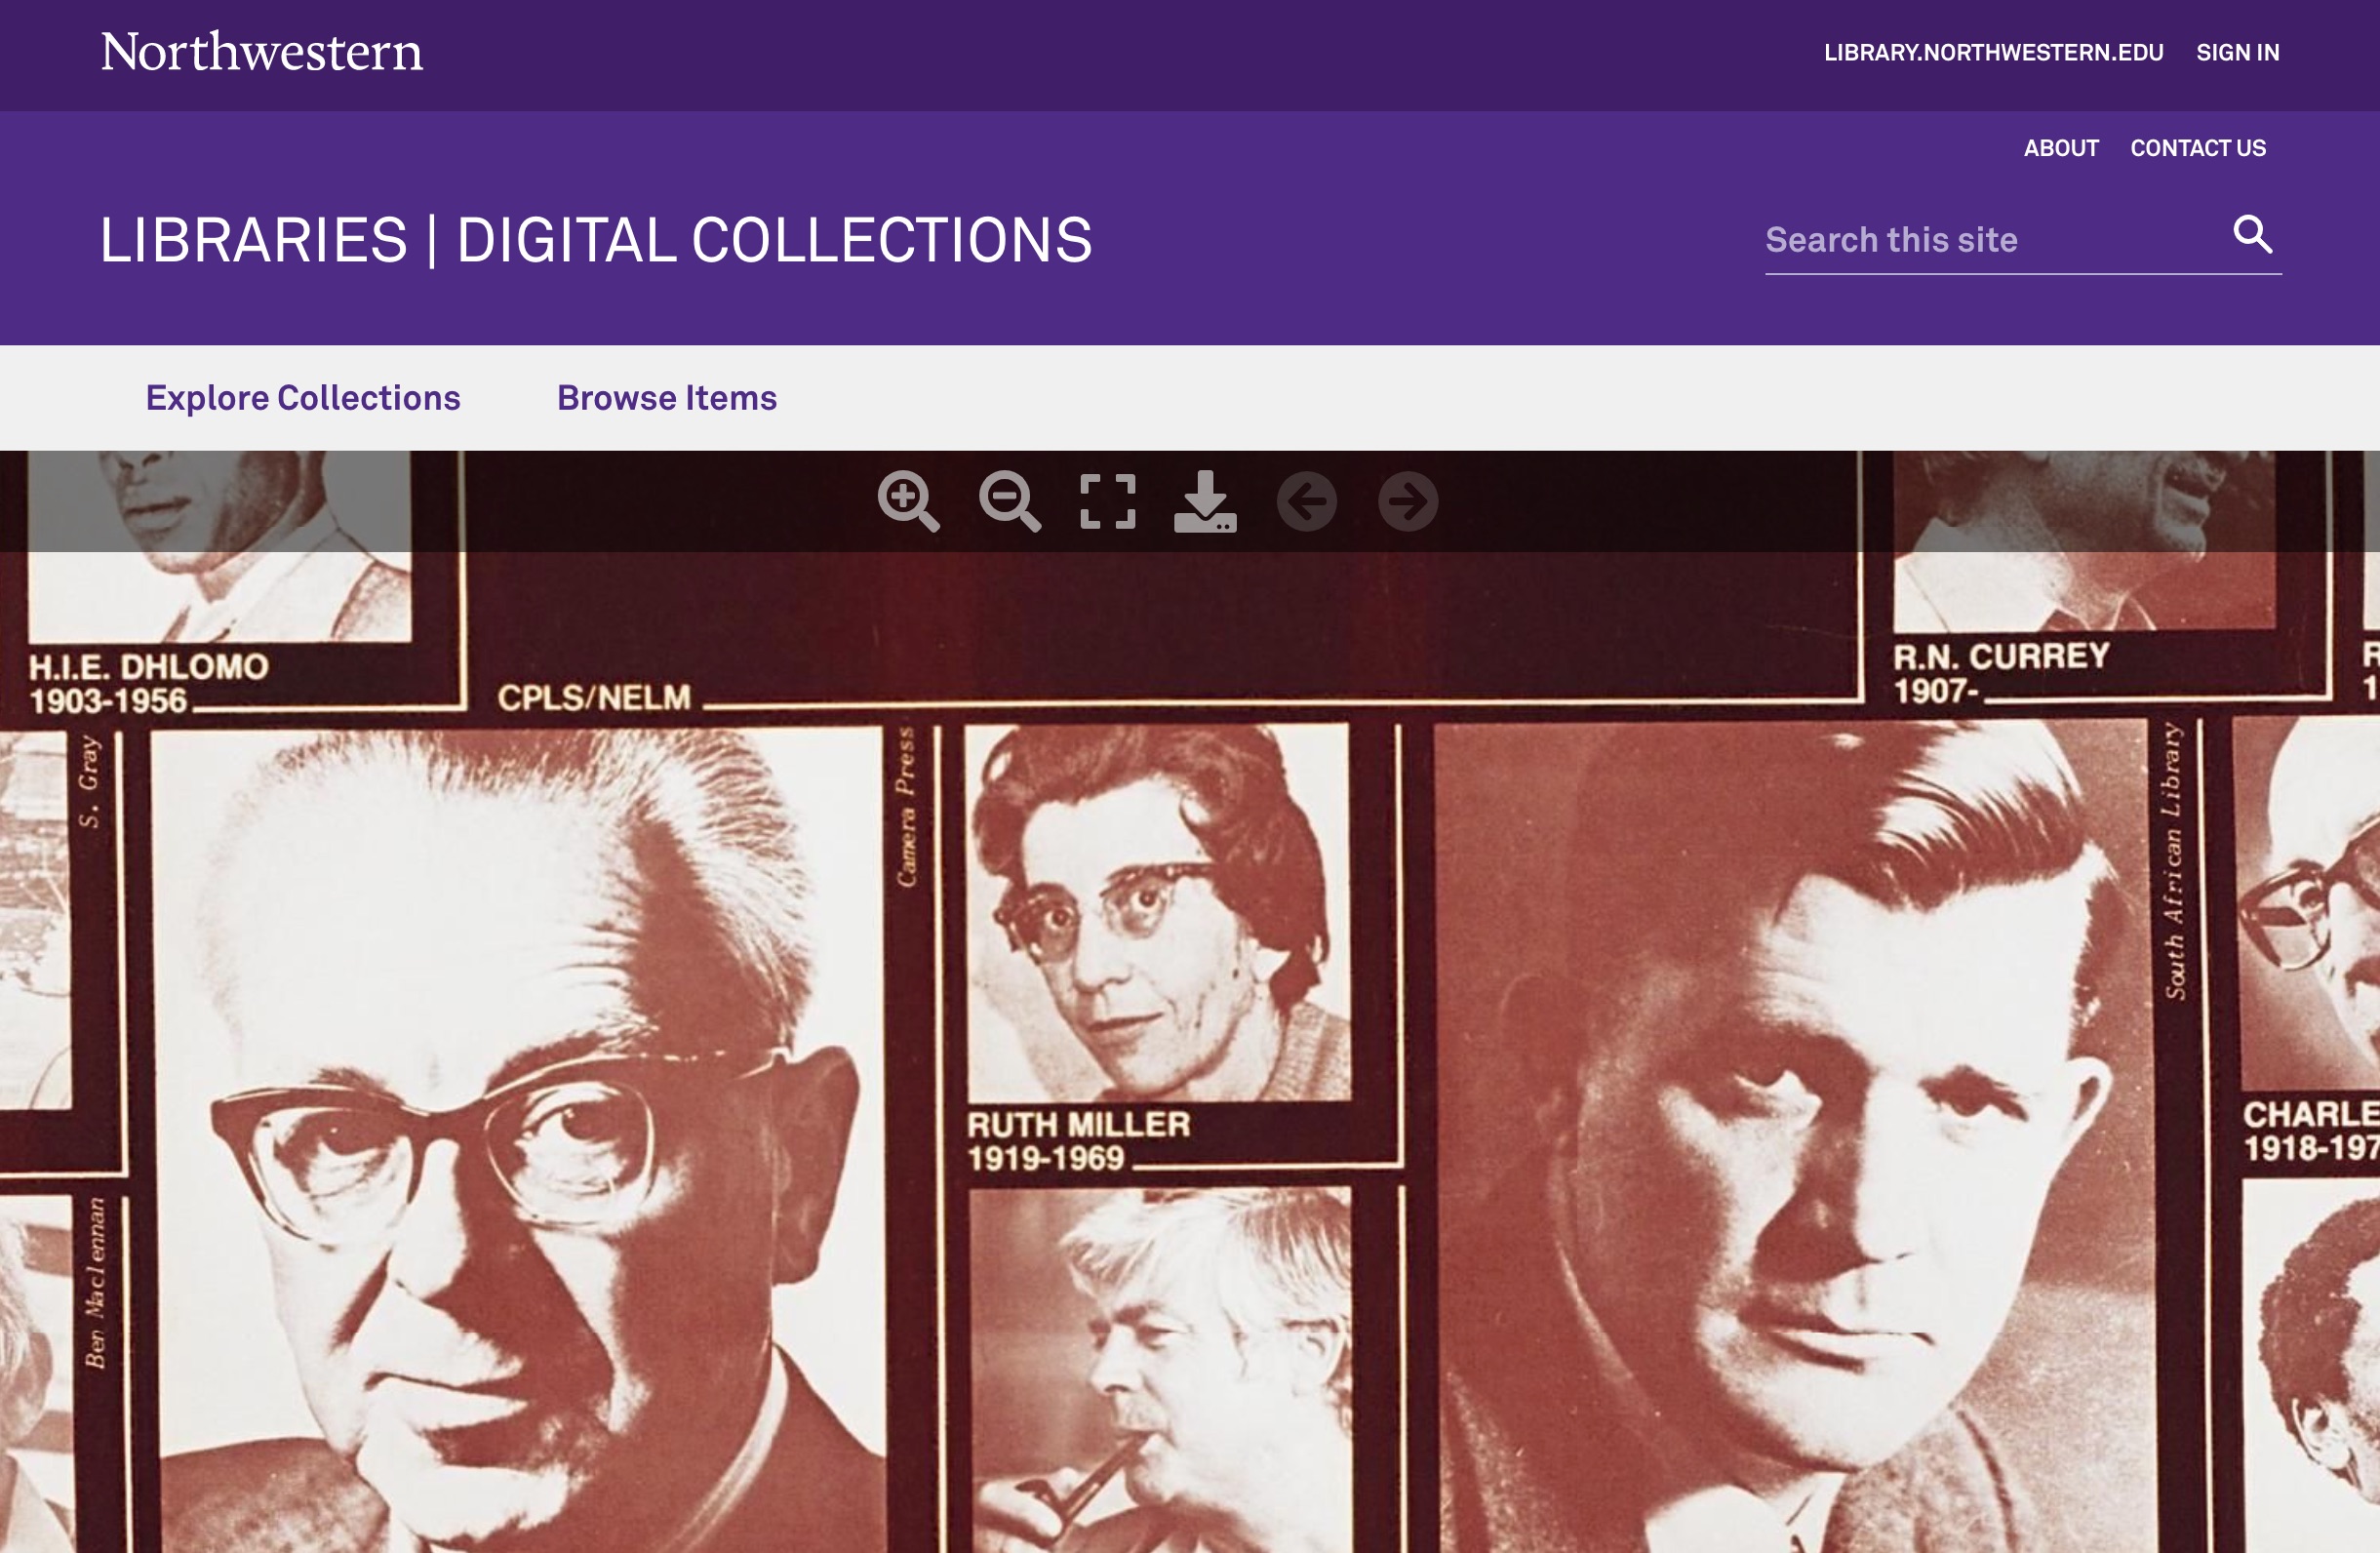 Northwestern
LIBRARY.NORTHWESTERN.EDU SIGN IN
ABOUT CONTACT US
LIBRARIES | DIGITAL COLLECTIONS
Search this site
Explore Collections Browse Items
H.I.E. DHLOMO
1903-1956
CPLS/NELM
R.N. CURREY
1907-
R
1
S. Gray
Camera Press
South African Library
RUTH MILLER
1919-1969
CHARLE
1918-197
Ben Maclennan